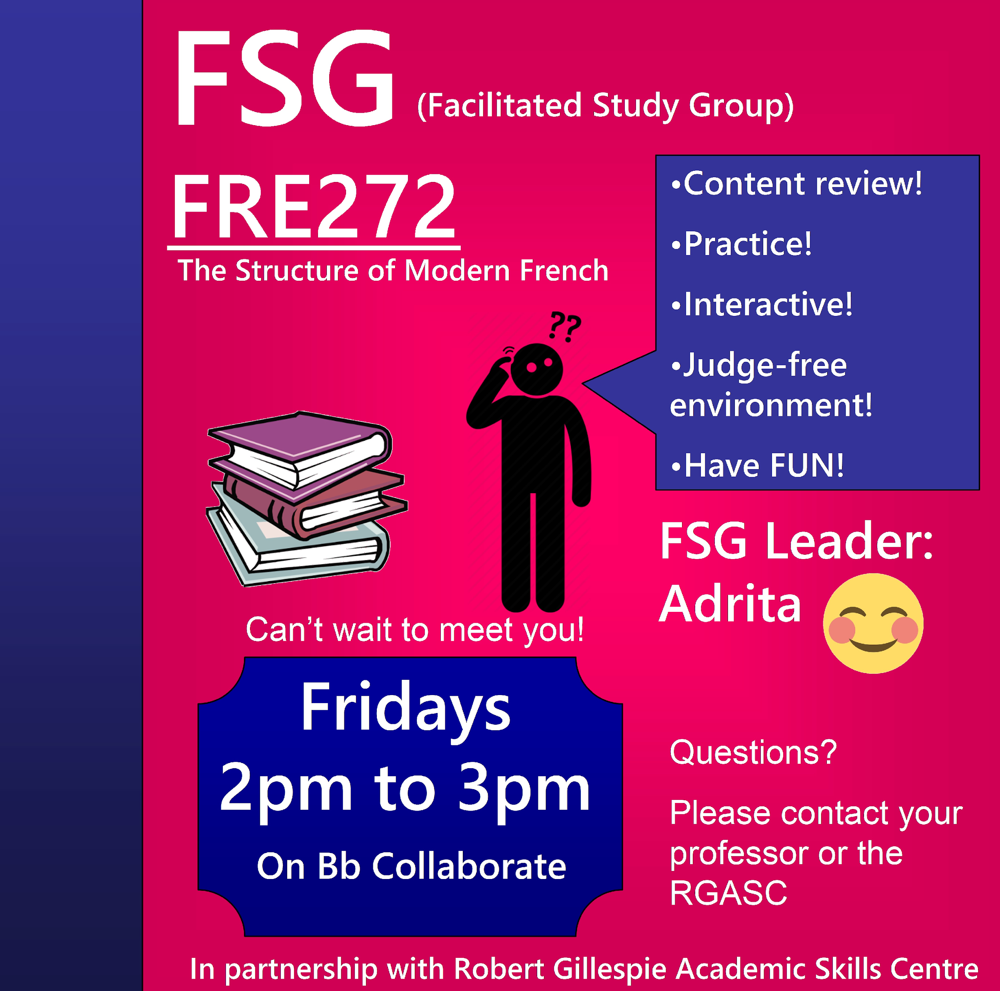 FSG (Facilitated Study Group)
FRE272
The Structure of Modern French
•Content review!
•Practice!
•Interactive!
•Judge-free
environment!
•Have FUN!
??
FSG Leader:
Adrita
Can't wait to meet you!
Fridays
2pm to 3pm
On Bb Collaborate
Questions?
Please contact your
professor or the
RGASC
In partnership with Robert Gillespie Academic Skills Centre